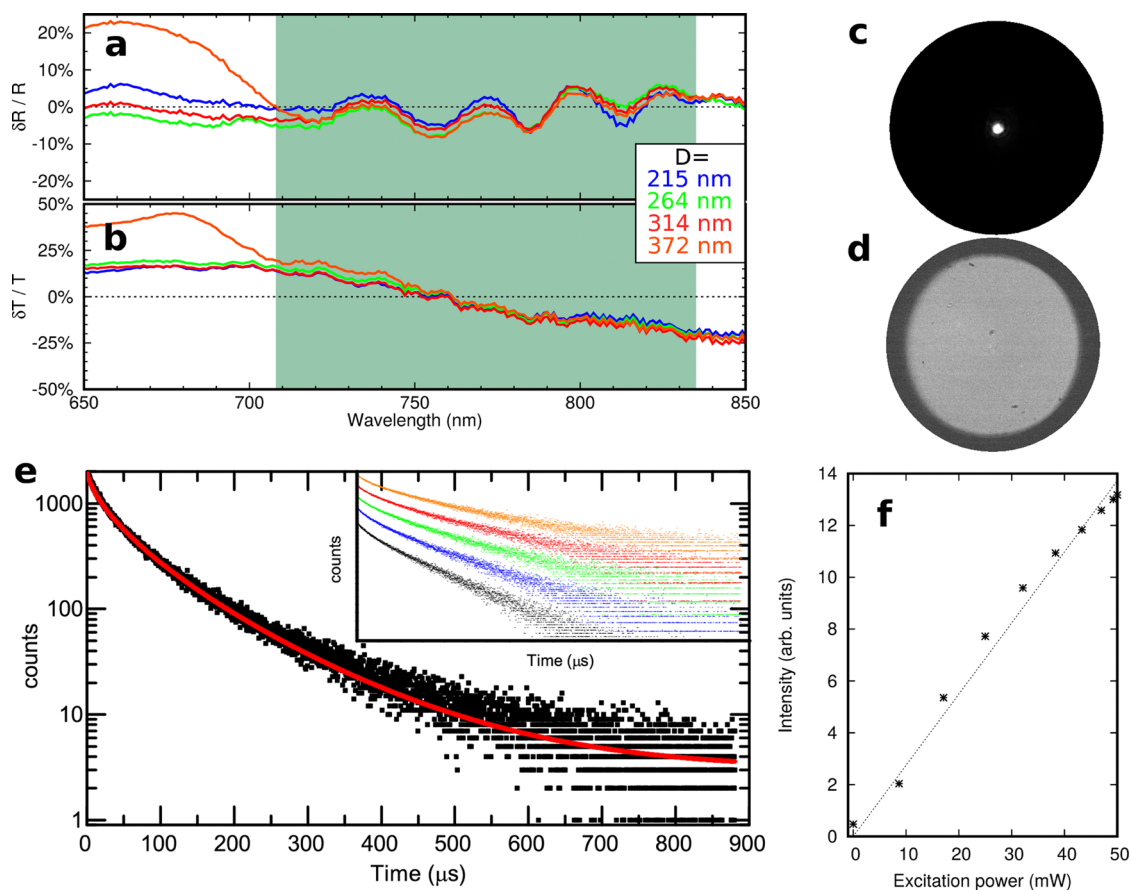 a
δR / R
20%
10%
0%
-10%
-20%
D=
215 nm
264 nm
314 nm
372 nm
b
δT / T
50%
25%
0%
-25%
-50%
650
700
750
800
850
Wavelength (nm)
c
d
e
counts
1000
100
10
1
0
100
200
300
400
500
600
700
800
900
Time (μs)
counts
Time (μs)
f
Intensity (arb. units)
14
12
10
8
6
4
2
0
0
10
20
30
40
50
Excitation power (mW)